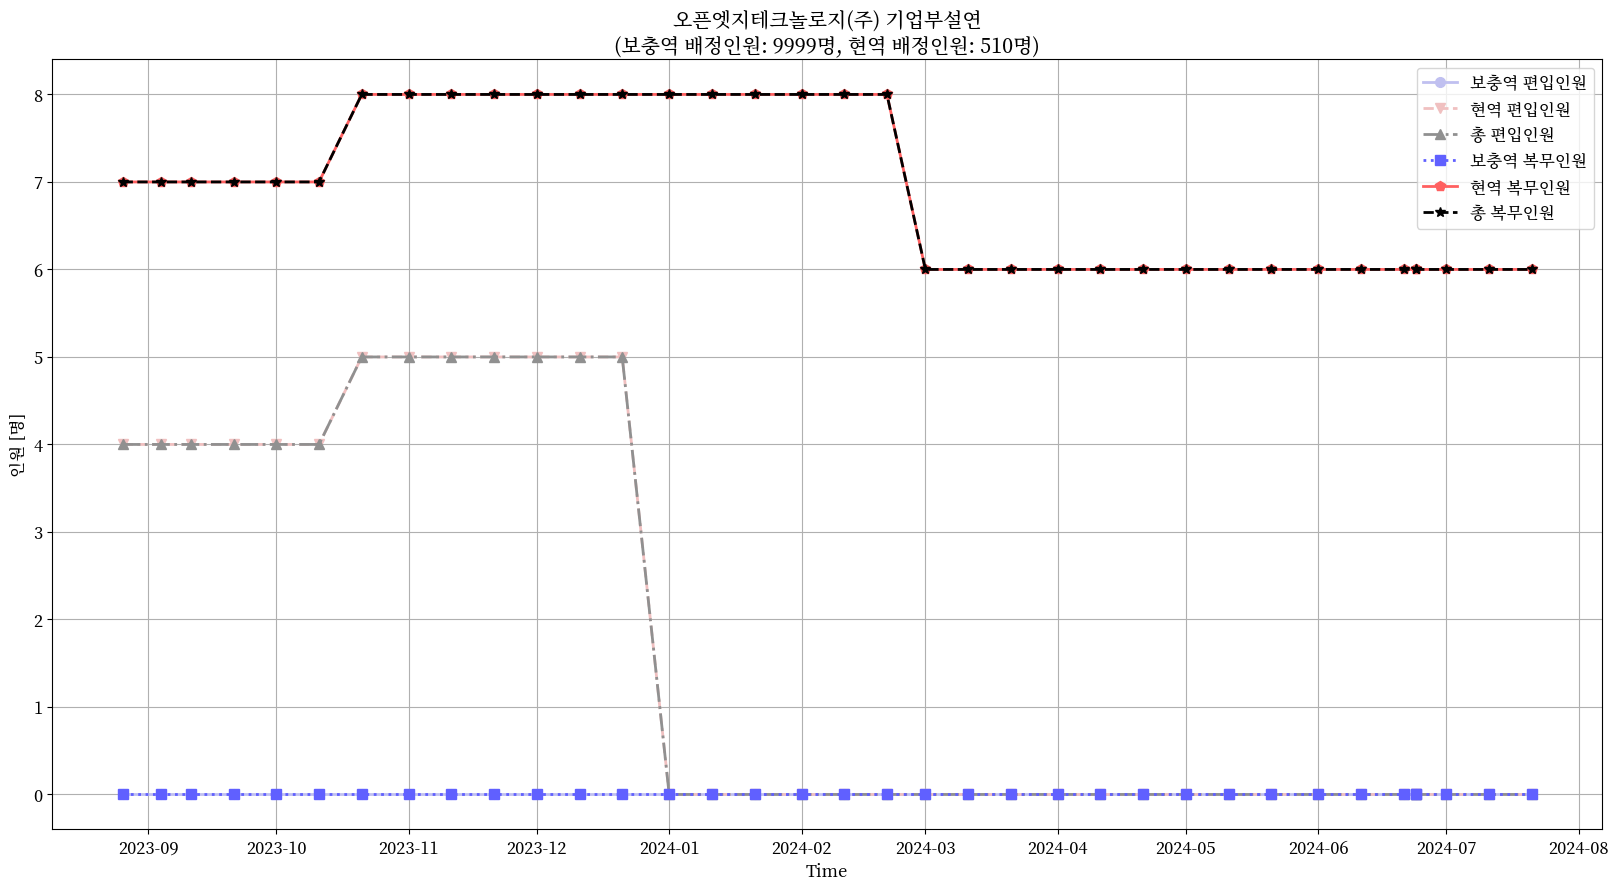 오픈엣지테크놀로지(주) 기업부설연
(보충역 배정인원: 9999명, 현역 배정인원: 510명)
보충역 편입인원
현역 편입인원
총 편입인원
보충역 복무인원
현역 복무인원
총 복무인원
인원 [명]
8
7
6
5
4
3
2
1
0
2023-09 2023-10 2023-11 2023-12 2024-01 2024-02 2024-03 2024-04 2024-05 2024-06 2024-07 2024-08
Time